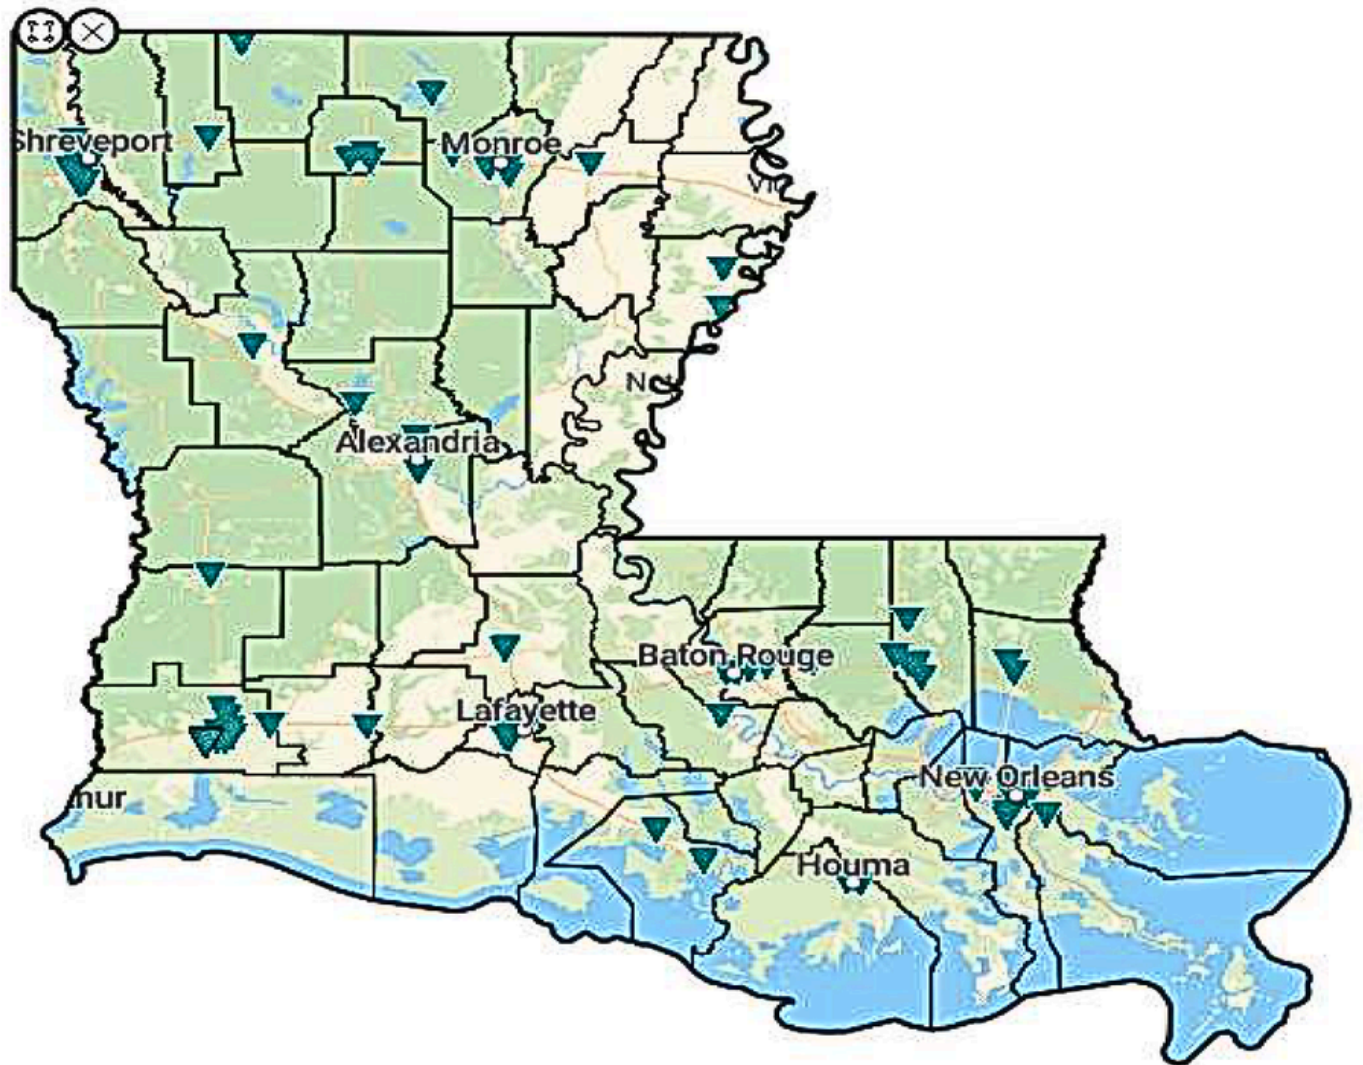 Shreveport
Monroe
Alexandria
Baton Rouge
Lafayette
New Orleans
Houma